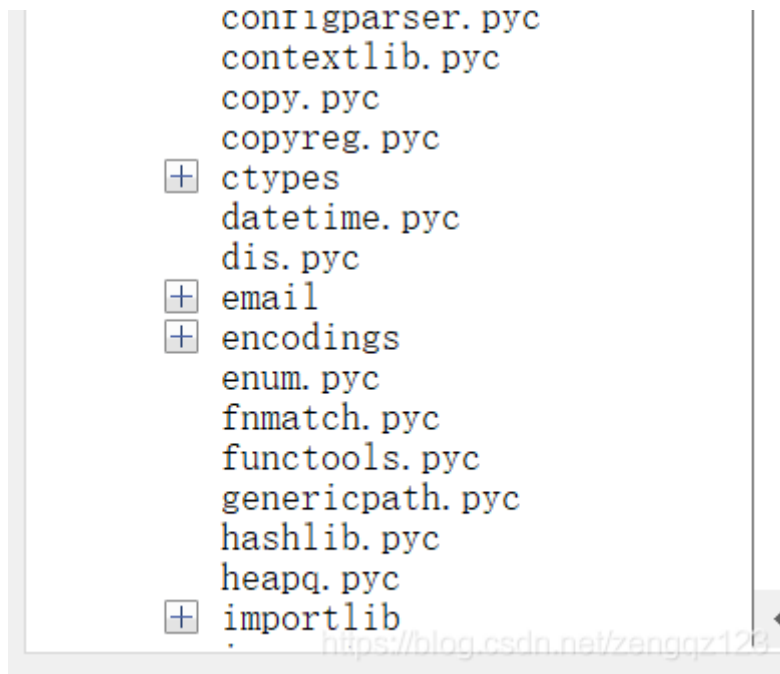 configparser.pyc
contextlib.pyc
copy.pyc
copyreg.pyc
ctypes
datetime.pyc
dis.pyc
email
encodings
enum.pyc
fnmatch.pyc
functools.pyc
genericpath.pyc
hashlib.pyc
heapq.pyc
importlib
https://blog.csdn.net/zengqz123